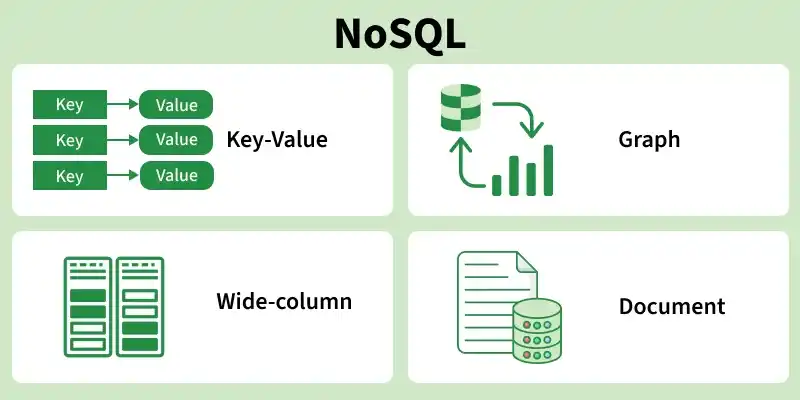 NoSQL
Key Value
Key Value
Key Value
Key-Value
Graph
Wide-column
Document